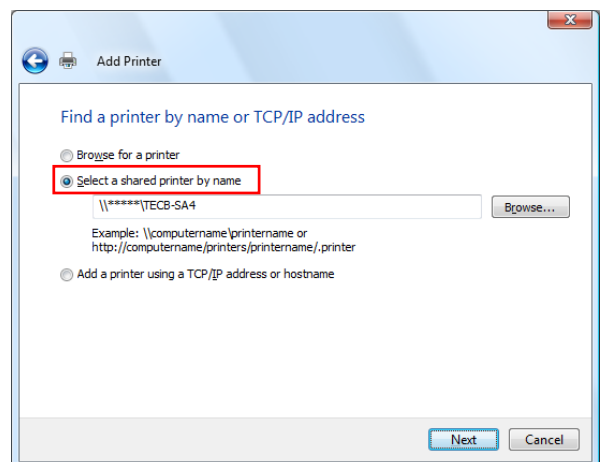 Add Printer
Find a printer by name or TCP/IP address
Browse for a printer
Select a shared printer by name
\\*****\TECB-SA4
Browse...
Example: \\computername\printername or
http://computername/printers/printername/.printer
Add a printer using a TCP/IP address or hostname
Next
Cancel